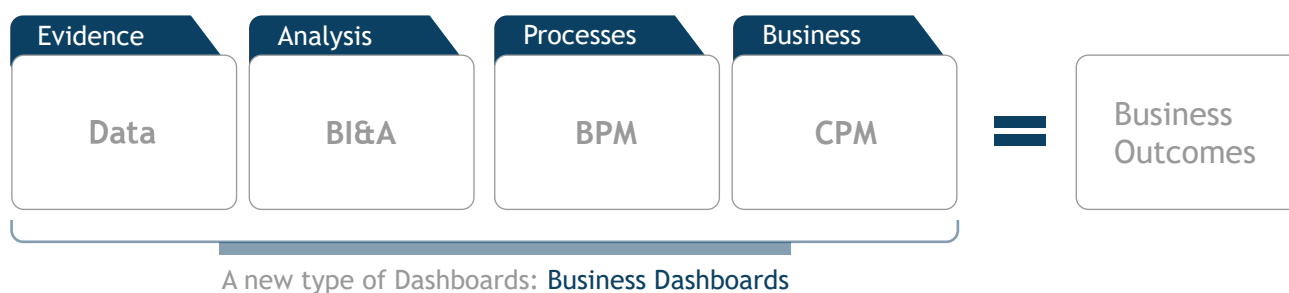 Evidence
Analysis
Processes
Business
Data
BI&A
BPM
CPM
Business
Outcomes
A new type of Dashboards: Business Dashboards